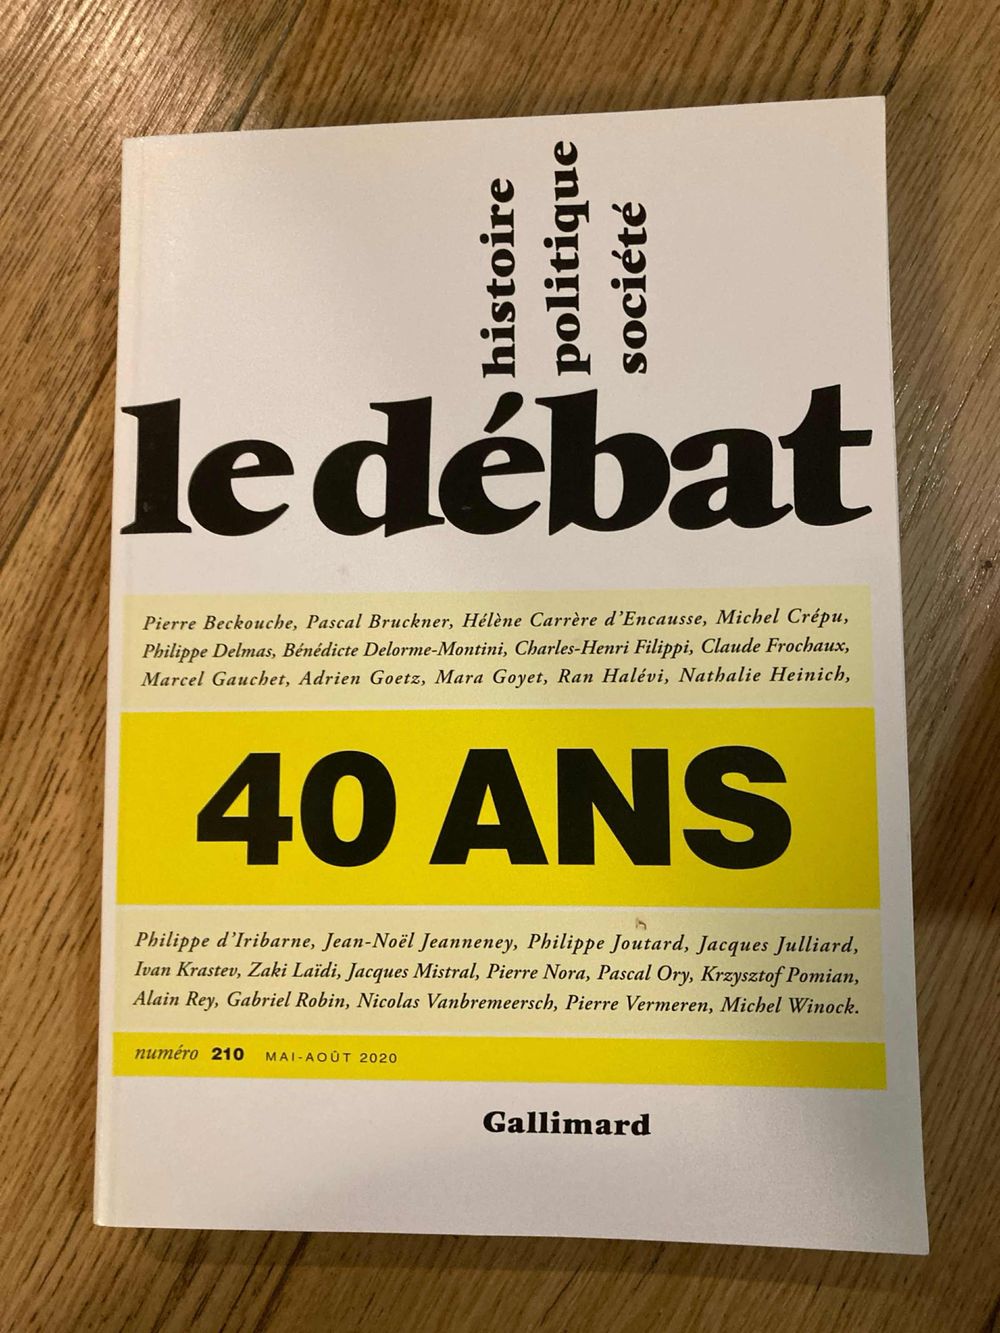 histoire
politique
société
le débat
Pierre Beckouche, Pascal Bruckner, Hélène Carrère d'Encausse, Michel Crépu,
Philippe Delmas, Bénédicte Delorme-Montini, Charles-Henri Filippi, Claude Frochaux,
Marcel Gauchet, Adrien Goetz, Mara Goyet, Ran Halévi, Nathalie Heinich,
40 ANS
Philippe d'Iribarne, Jean-Noël Jeanneney, Philippe Joutard, Jacques Julliard,
Ivan Krastev, Zaki Laïdi, Jacques Mistral, Pierre Nora, Pascal Ory, Krzysztof Pomian,
Alain Rey, Gabriel Robin, Nicolas Vanbremeersch, Pierre Vermeren, Michel Winock.
numéro 210 MAI-AOÛT 2020
Gallimard